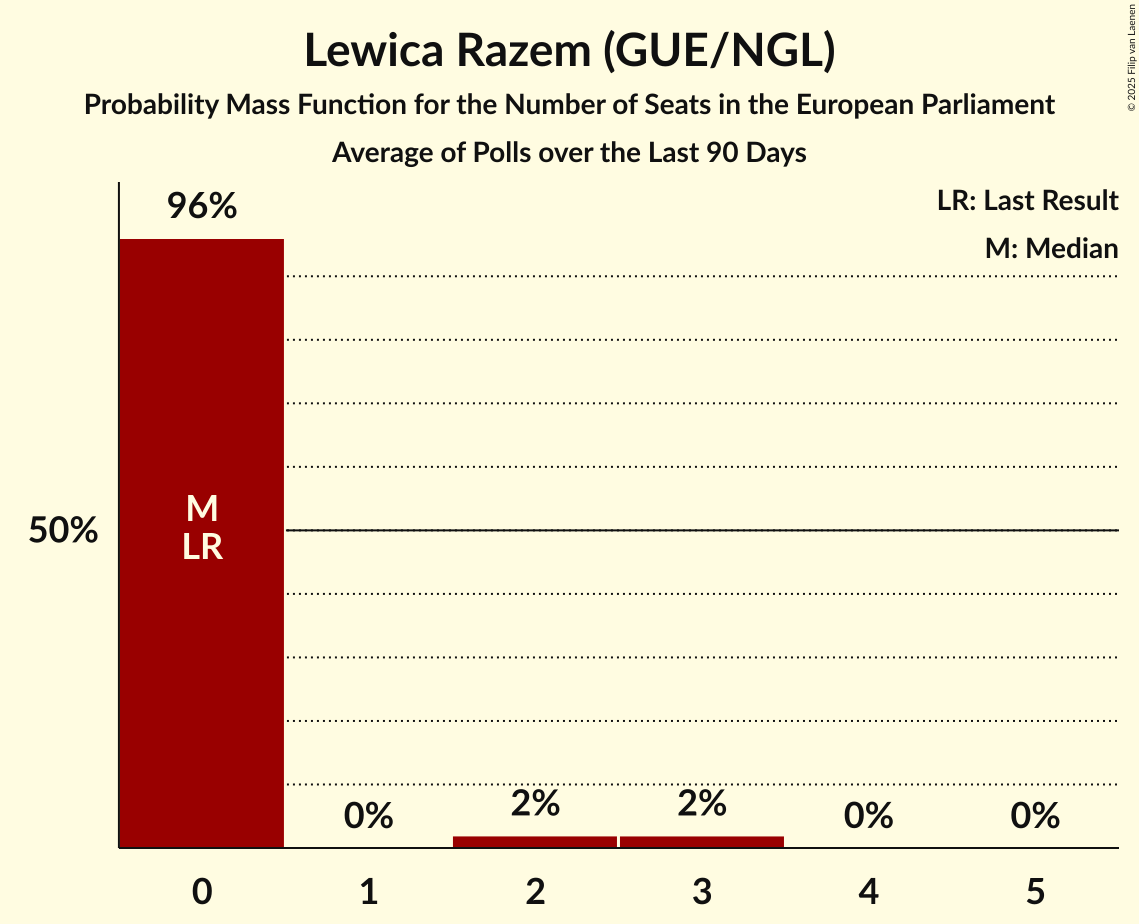 Lewica Razem (GUE/NGL)
Probability Mass Function for the Number of Seats in the European Parliament
Average of Polls over the Last 90 Days
© 2025 Filip van Laenen
LR: Last Result
M: Median
96%
M
LR
50%
0%
2%
2%
0%
0%
0
1
2
3
4
5